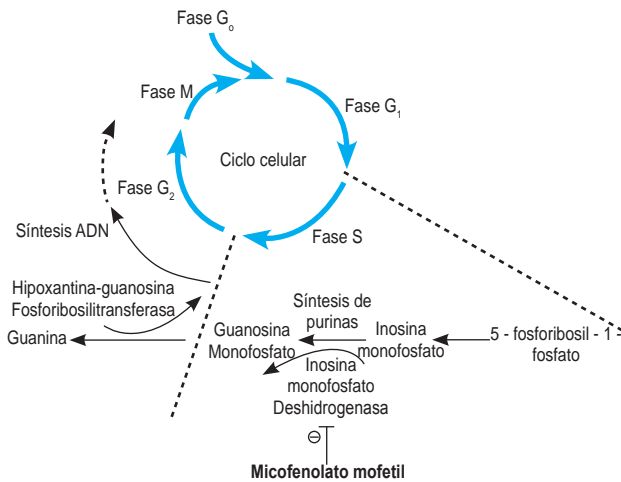 Fase G₀
Fase M
Fase G₁
Ciclo celular
Fase G₂
Fase S
Síntesis ADN
Hipoxantina-guanosina
Fosforibosilitransferasa
Guanina
Síntesis de
purinas
Guanosina
Monofosfato
Inosina
monofosfato
5 - fosforibosil - 1
fosfato
Inosina
monofosfato
Deshidrogenasa
⊖
Micofenolato mofetil